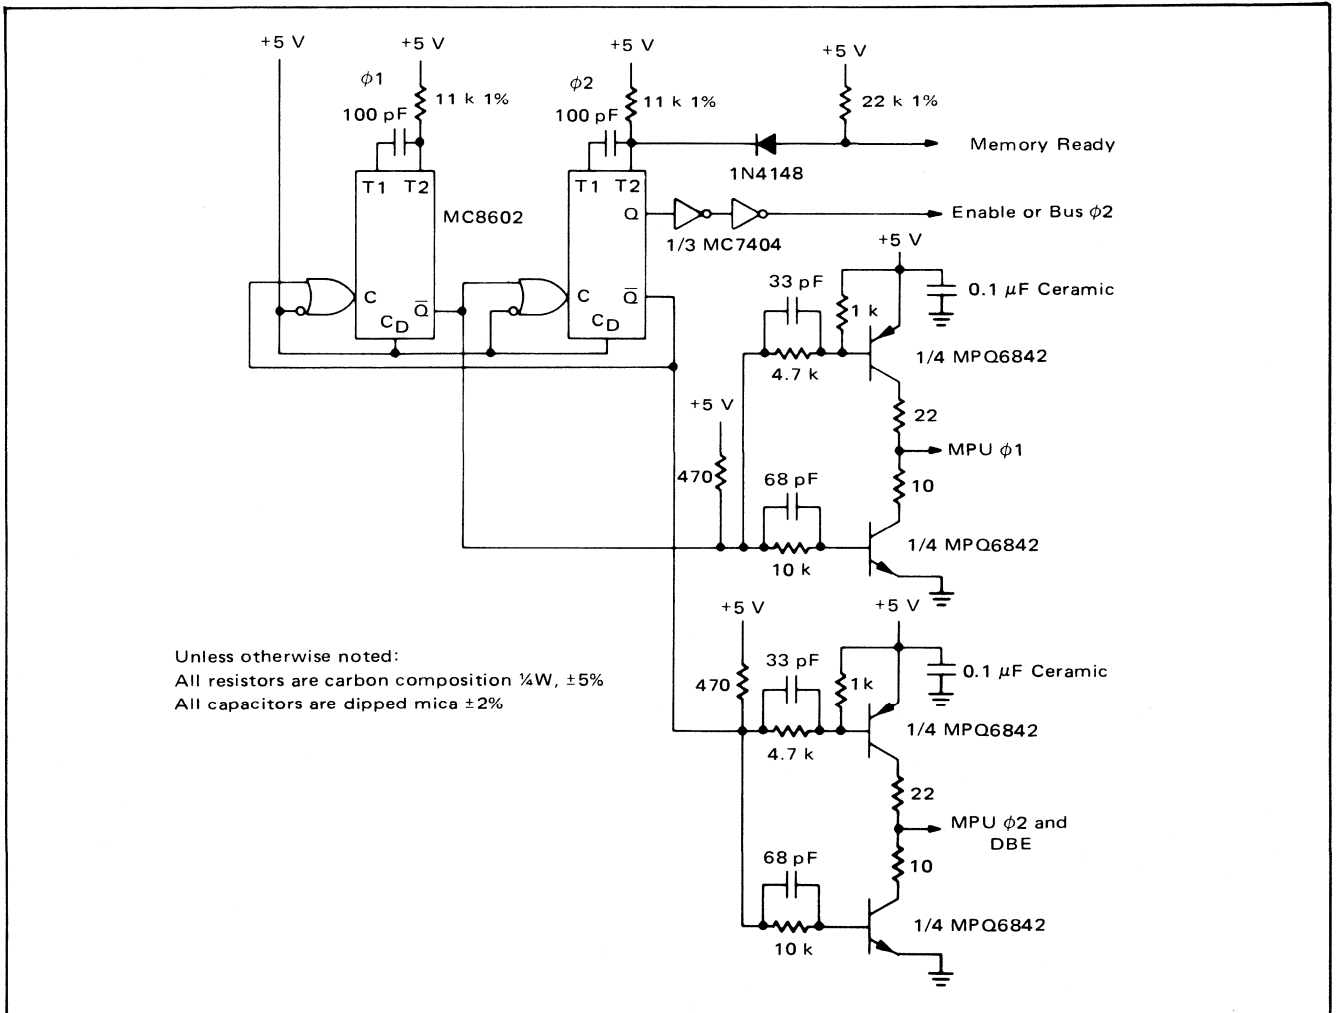 +5 V
+5 V
+5 V
+5 V
ϕ1
ϕ2
11 k 1%
11 k 1%
22 k 1%
100 pF
100 pF
Memory Ready
1N4148
T1 T2
T1 T2
MC8602
Q
Enable or Bus ϕ2
1/3 MC7404
+5 V
33 pF
0.1 μF Ceramic
C
Q̅
C
Q̅
1 k
CD
CD
1/4 MPQ6842
4.7 k
+5 V
22
MPU ϕ1
470
68 pF
10
1/4 MPQ6842
10 k
+5 V
+5 V
Unless otherwise noted:
All resistors are carbon composition ¼W, ±5%
All capacitors are dipped mica ±2%
33 pF
0.1 μF Ceramic
470
1 k
1/4 MPQ6842
4.7 k
22
MPU ϕ2 and
DBE
68 pF
10
1/4 MPQ6842
10 k